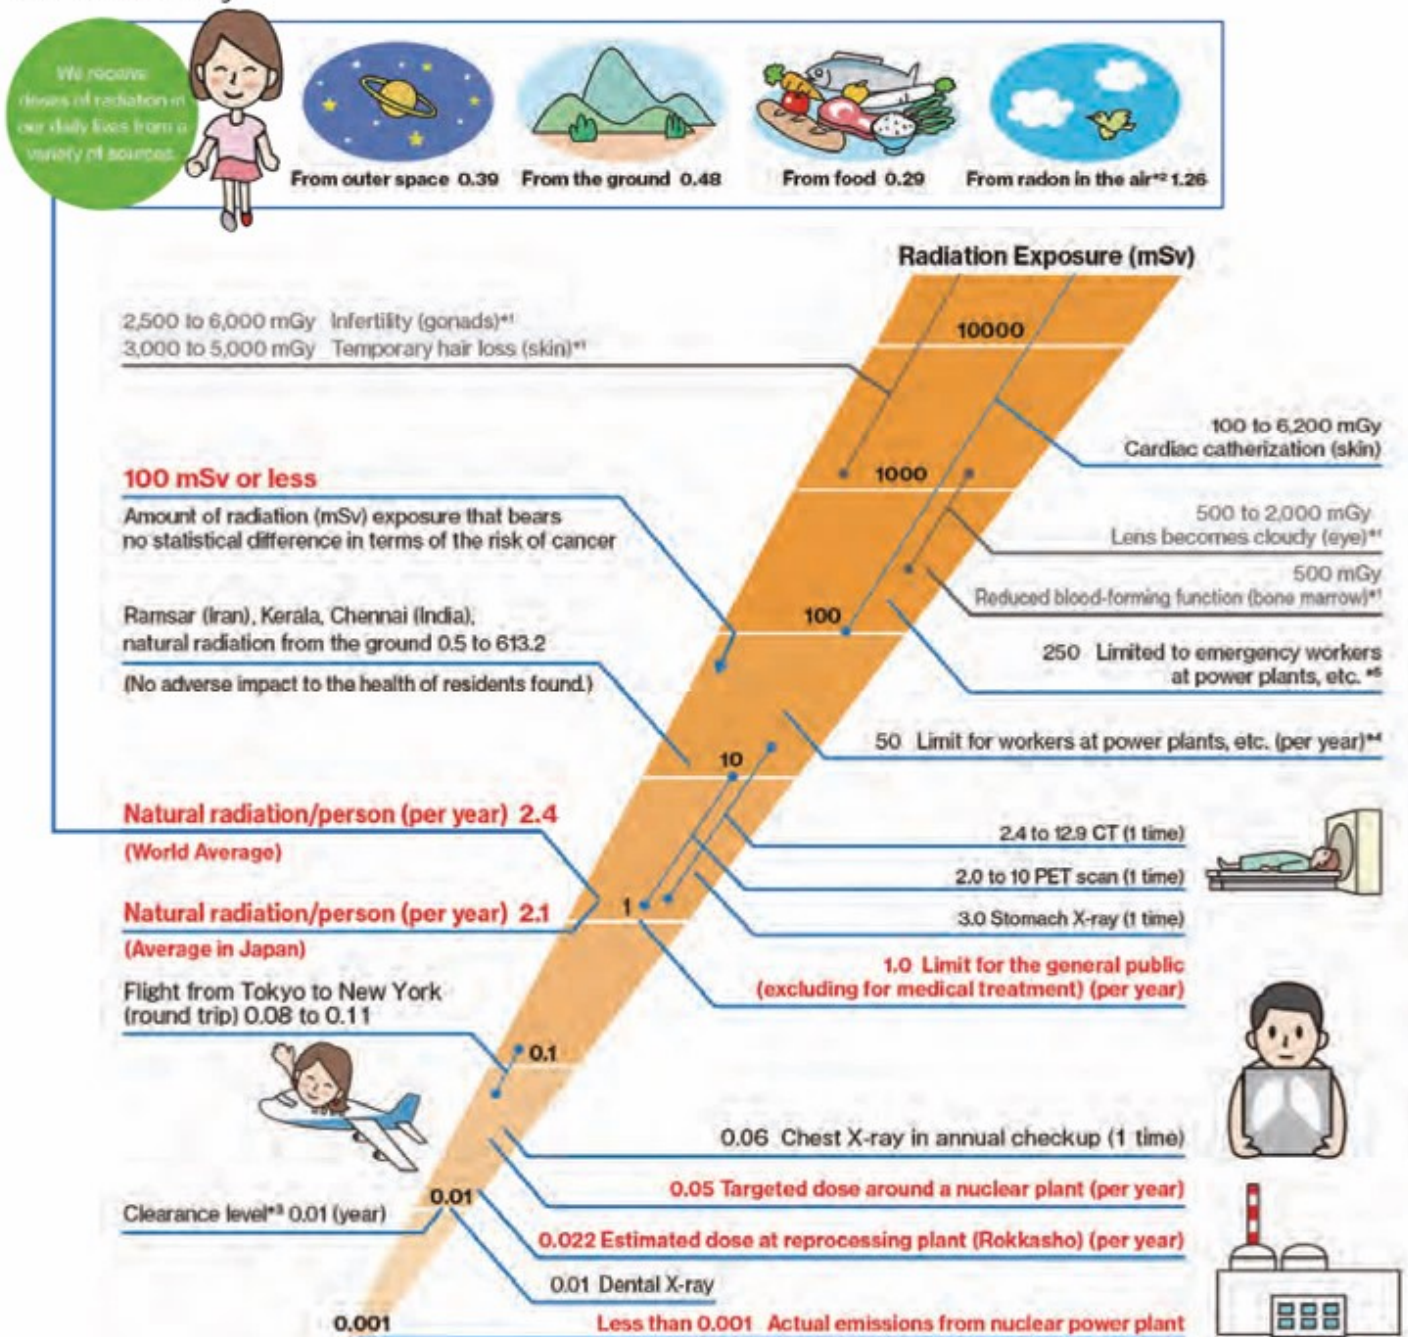 We receive
doses of radiation in
our daily lives from a
variety of sources.
From outer space 0.39
From the ground 0.48
From food 0.29
From radon in the air*² 1.26
Radiation Exposure (mSv)
2,500 to 6,000 mGy Infertility (gonads)*¹
3,000 to 5,000 mGy Temporary hair loss (skin)*¹
10000
100 to 6,200 mGy
Cardiac catherization (skin)
100 mSv or less
1000
Amount of radiation (mSv) exposure that bears
no statistical difference in terms of the risk of cancer
500 to 2,000 mGy
Lens becomes cloudy (eye)*¹
500 mGy
Reduced blood-forming function (bone marrow)*¹
Ramsar (Iran), Kerala, Chennai (India),
natural radiation from the ground 0.5 to 613.2
(No adverse impact to the health of residents found.)
100
250 Limited to emergency workers
at power plants, etc. *⁵
50 Limit for workers at power plants, etc. (per year)*⁴
10
Natural radiation/person (per year) 2.4
(World Average)
2.4 to 12.9 CT (1 time)
2.0 to 10 PET scan (1 time)
3.0 Stomach X-ray (1 time)
Natural radiation/person (per year) 2.1
(Average in Japan)
1
1.0 Limit for the general public
(excluding for medical treatment) (per year)
Flight from Tokyo to New York
(round trip) 0.08 to 0.11
0.1
0.06 Chest X-ray in annual checkup (1 time)
0.05 Targeted dose around a nuclear plant (per year)
Clearance level*³ 0.01 (year)
0.01
0.022 Estimated dose at reprocessing plant (Rokkasho) (per year)
0.01 Dental X-ray
0.001
Less than 0.001 Actual emissions from nuclear power plant